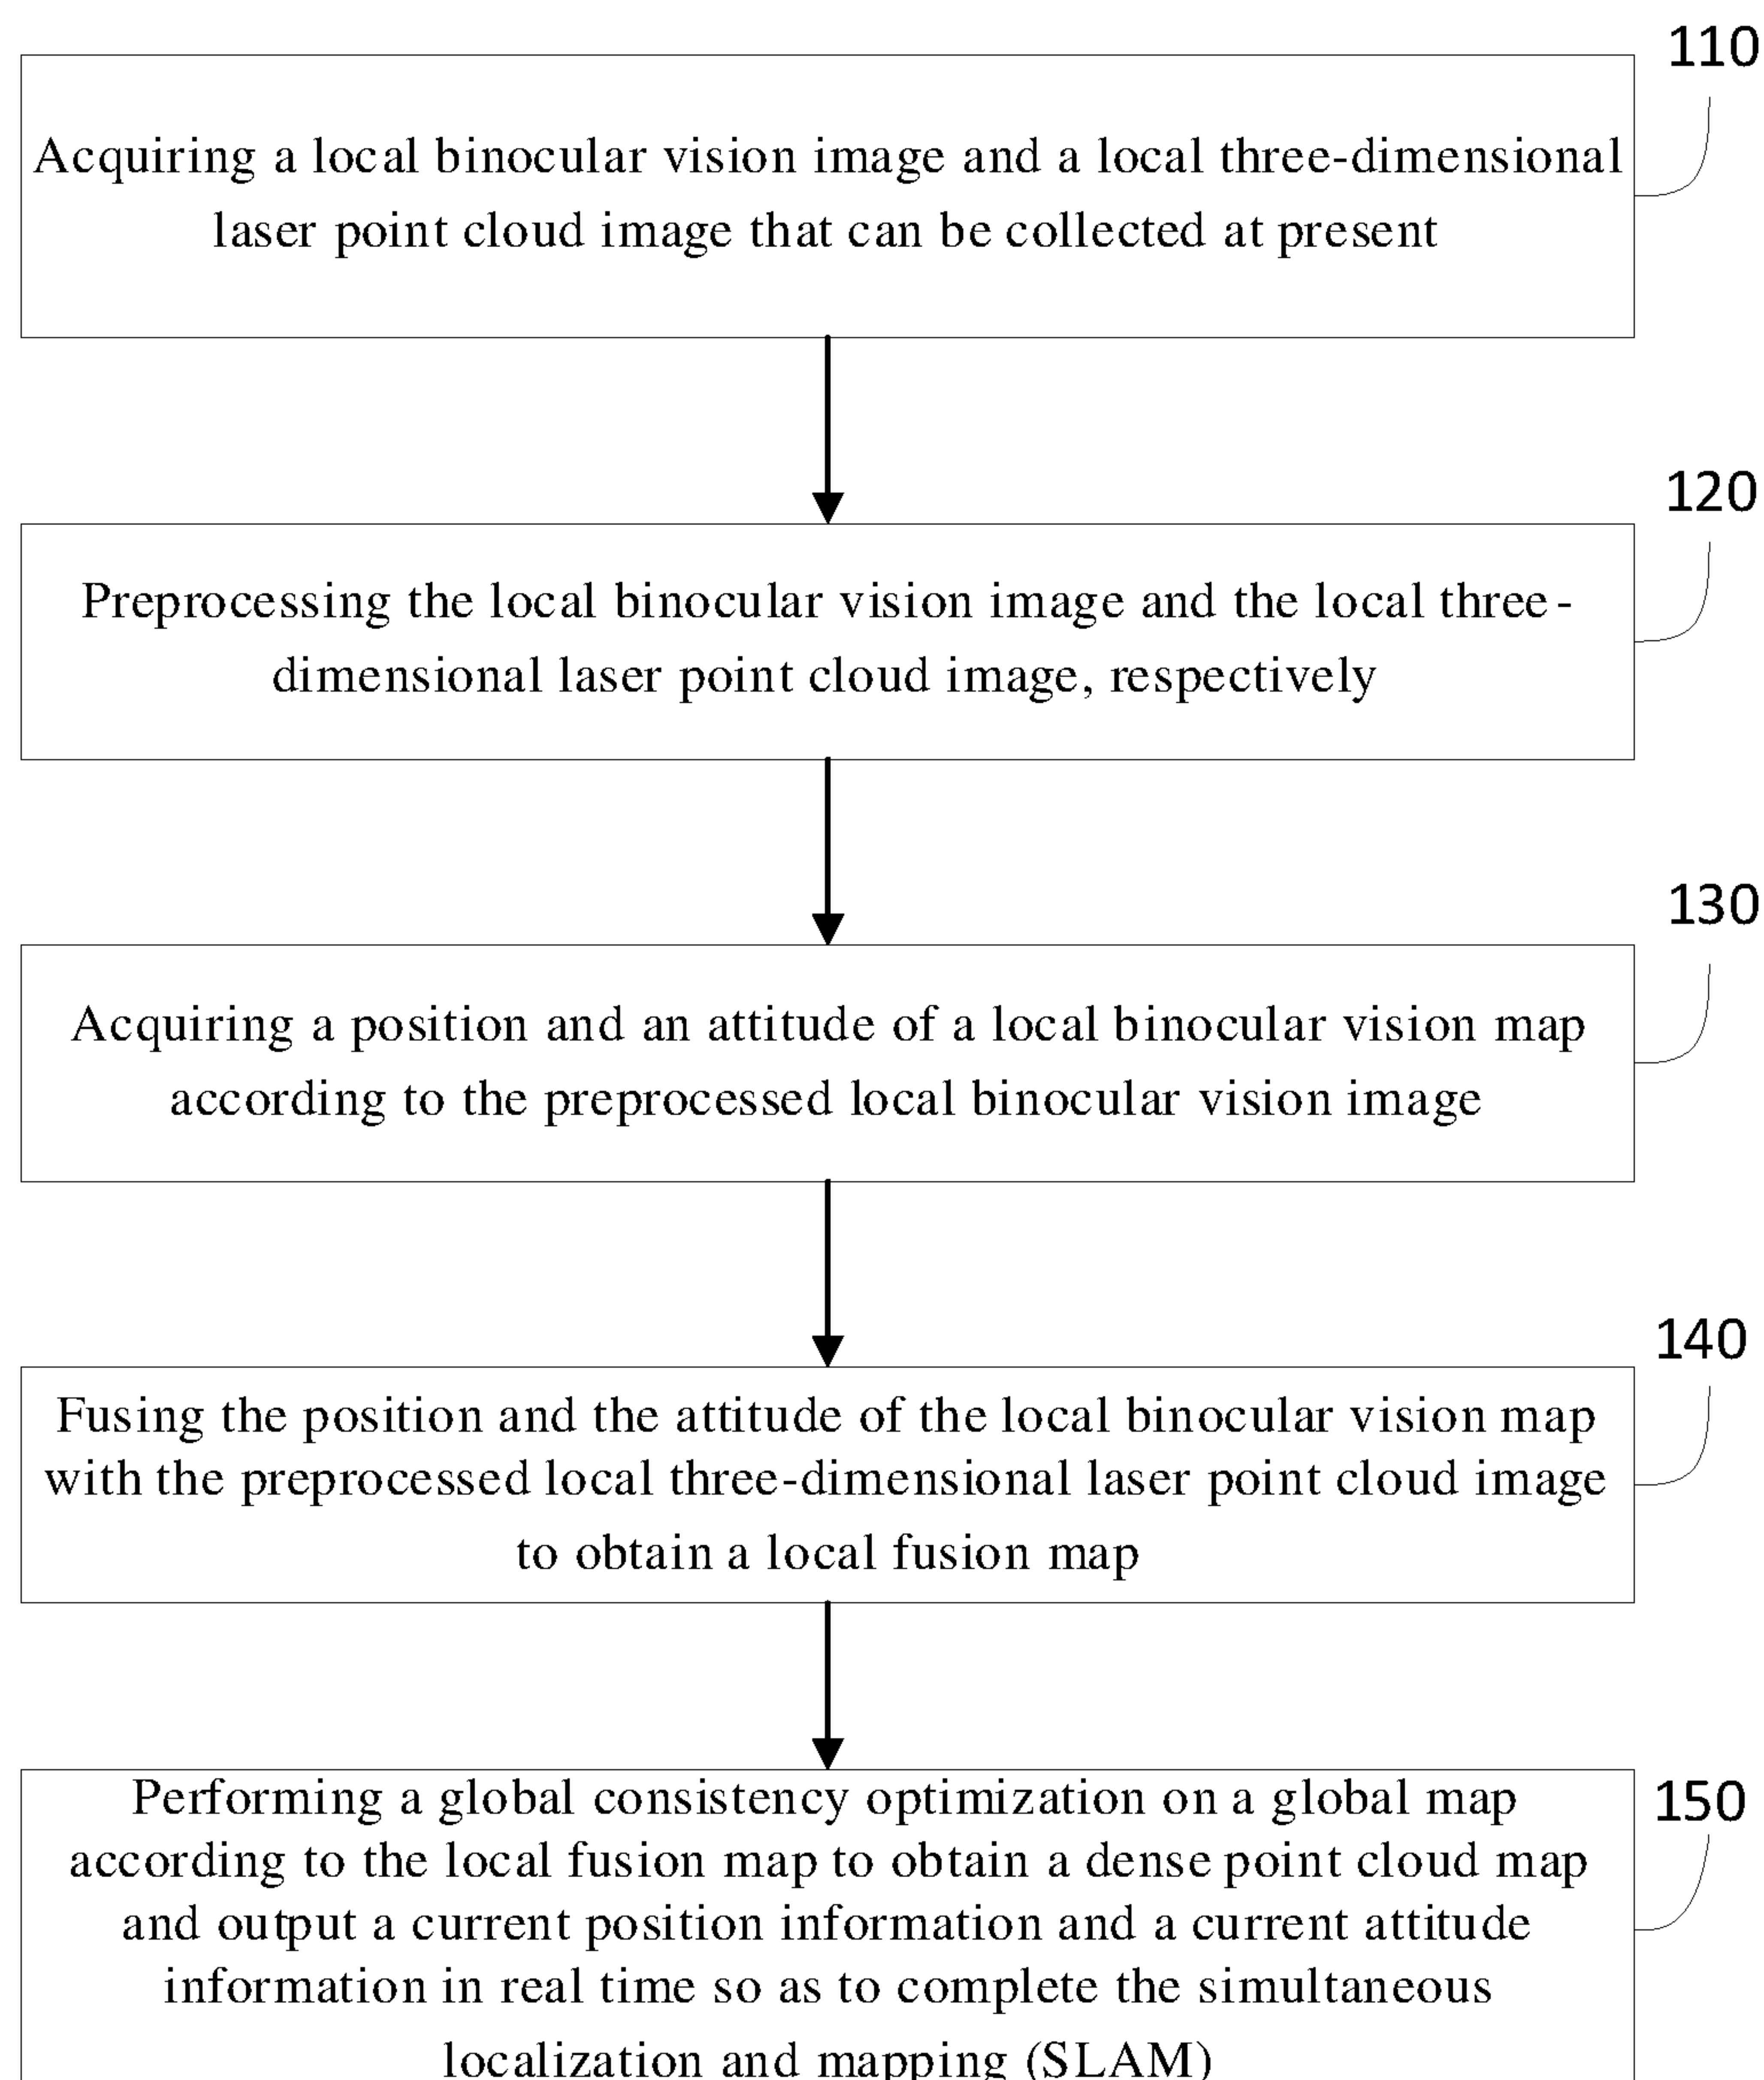 110
Acquiring a local binocular vision image and a local three-dimensional
laser point cloud image that can be collected at present
120
Preprocessing the local binocular vision image and the local three-
dimensional laser point cloud image, respectively
130
Acquiring a position and an attitude of a local binocular vision map
according to the preprocessed local binocular vision image
140
Fusing the position and the attitude of the local binocular vision map
with the preprocessed local three-dimensional laser point cloud image
to obtain a local fusion map
150
Performing a global consistency optimization on a global map
according to the local fusion map to obtain a dense point cloud map
and output a current position information and a current attitude
information in real time so as to complete the simultaneous
localization and mapping (SLAM)